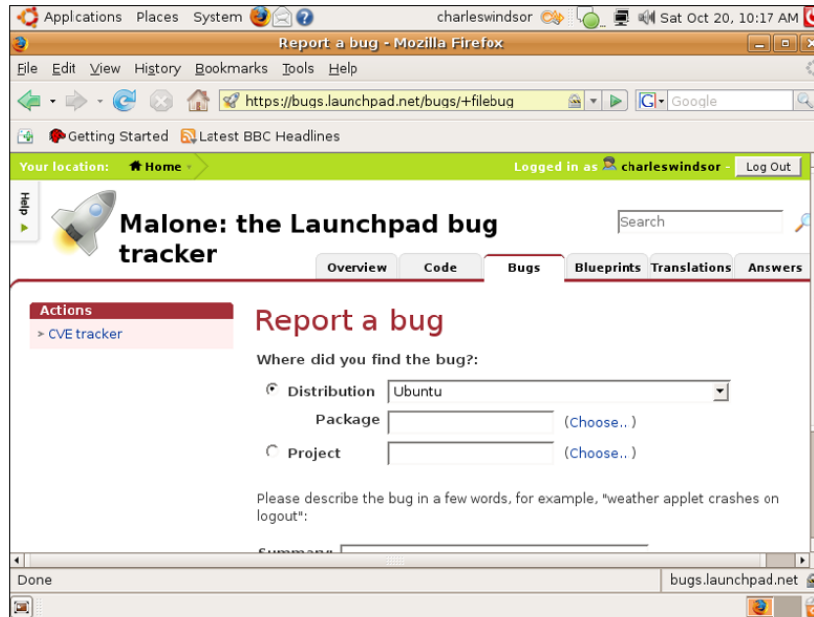 Applications Places System charleswindsor Sat Oct 20, 10:17 AM
Report a bug - Mozilla Firefox
File Edit View History Bookmarks Tools Help
https://bugs.launchpad.net/bugs/+filebug G Google
Getting Started Latest BBC Headlines
Your location: Home Logged in as charleswindsor - Log Out
Help
Malone: the Launchpad bug
tracker
Search
Overview Code Bugs Blueprints Translations Answers
Actions
> CVE tracker
Report a bug
Where did you find the bug?:
Distribution Ubuntu
Package (Choose.. )
Project (Choose.. )
Please describe the bug in a few words, for example, "weather applet crashes on
logout":
Summary:
Done bugs.launchpad.net